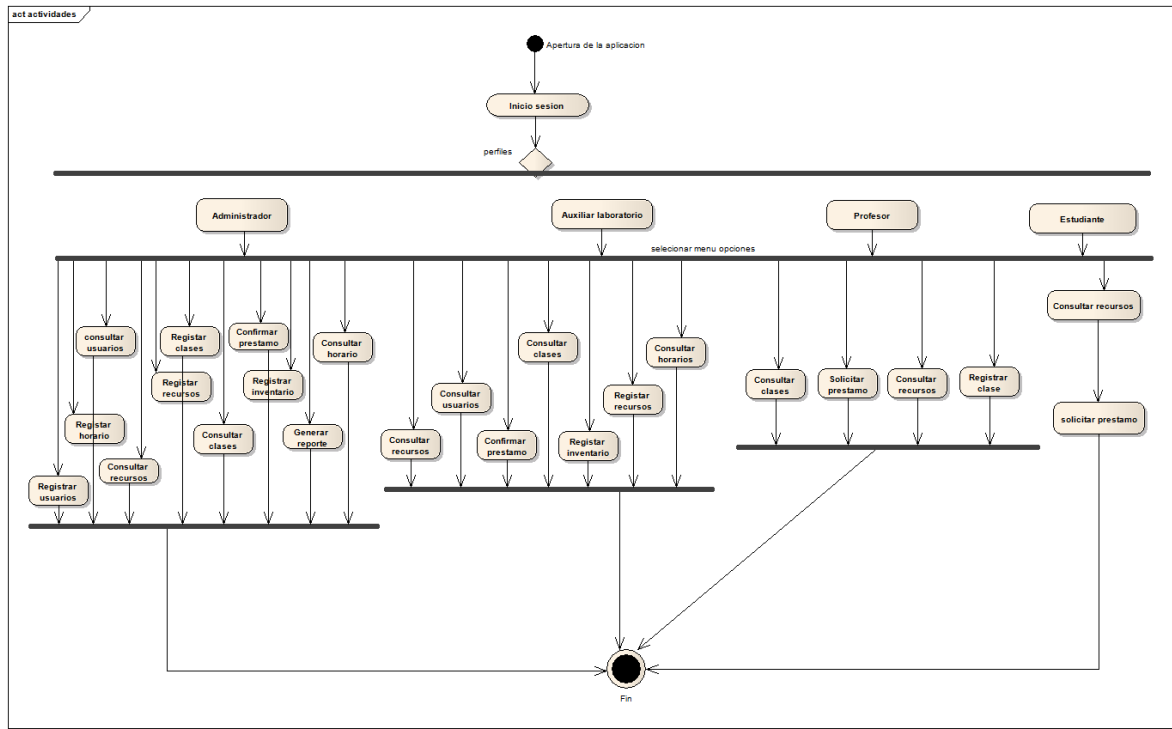 act actividades
Apertura de la aplicacion
Inicio sesion
perfiles
Administrador
Auxiliar laboratorio
Profesor
Estudiante
selecionar menu opciones
consultar
usuarios
Registar
clases
Confirmar
prestamo
Consultar
horario
Registar
recursos
Registrar
inventario
Registar
horario
Consultar
clases
Generar
reporte
Consultar
recursos
Registrar
usuarios
Consultar
clases
Consultar
horarios
Consultar
usuarios
Registar
recursos
Consultar
recursos
Confirmar
prestamo
Registar
inventario
Consultar
clases
Solicitar
prestamo
Consultar
recursos
Registrar
clase
Consultar recursos
solicitar prestamo
Fin